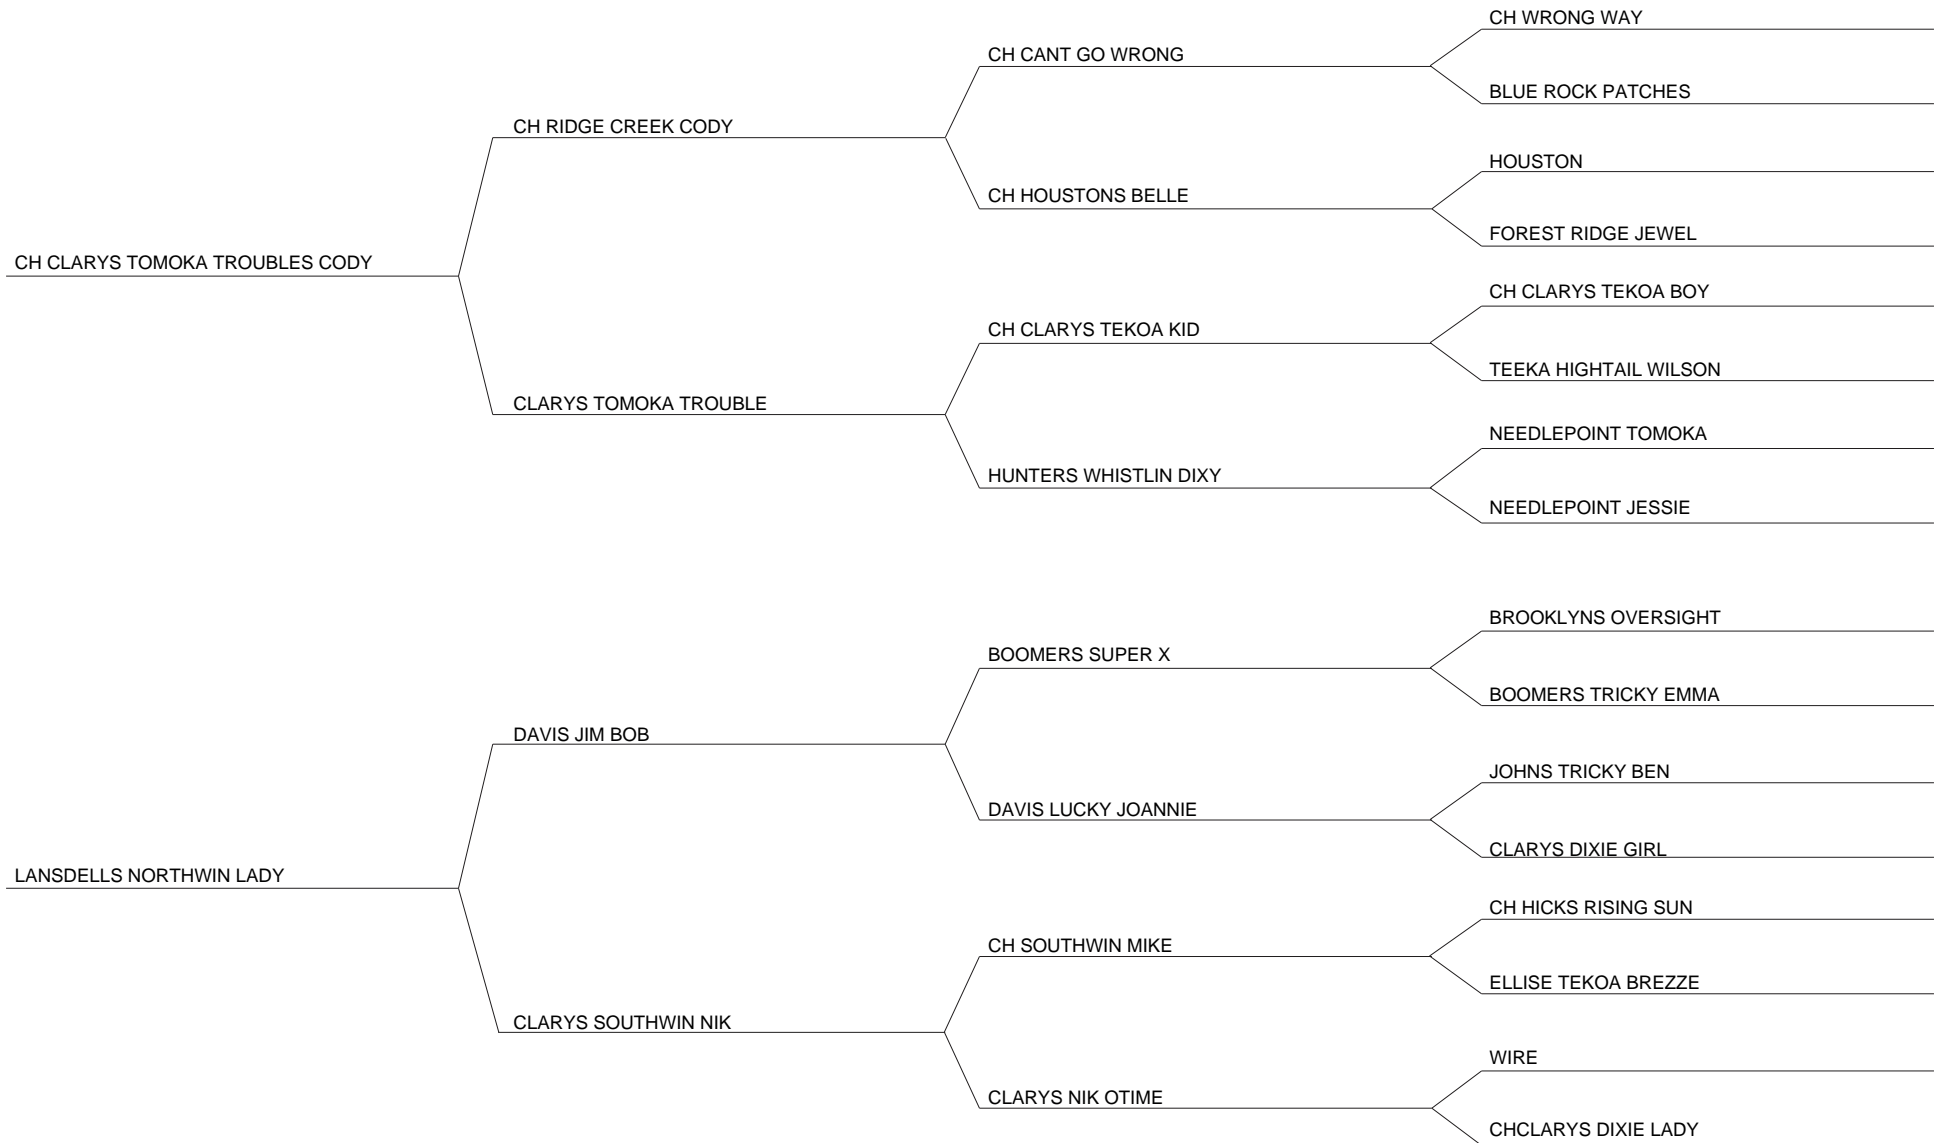 CH WRONG WAY
CH CANT GO WRONG
BLUE ROCK PATCHES
CH RIDGE CREEK CODY
HOUSTON
CH HOUSTONS BELLE
FOREST RIDGE JEWEL
CH CLARYS TOMOKA TROUBLES CODY
CH CLARYS TEKOA BOY
CH CLARYS TEKOA KID
TEEKA HIGHTAIL WILSON
CLARYS TOMOKA TROUBLE
NEEDLEPOINT TOMOKA
HUNTERS WHISTLIN DIXY
NEEDLEPOINT JESSIE
BROOKLYNS OVERSIGHT
BOOMERS SUPER X
BOOMERS TRICKY EMMA
DAVIS JIM BOB
JOHNS TRICKY BEN
DAVIS LUCKY JOANNIE
CLARYS DIXIE GIRL
LANSDELLS NORTHWIN LADY
CH HICKS RISING SUN
CH SOUTHWIN MIKE
ELLISE TEKOA BREZZE
CLARYS SOUTHWIN NIK
WIRE
CLARYS NIK OTIME
CHCLARYS DIXIE LADY